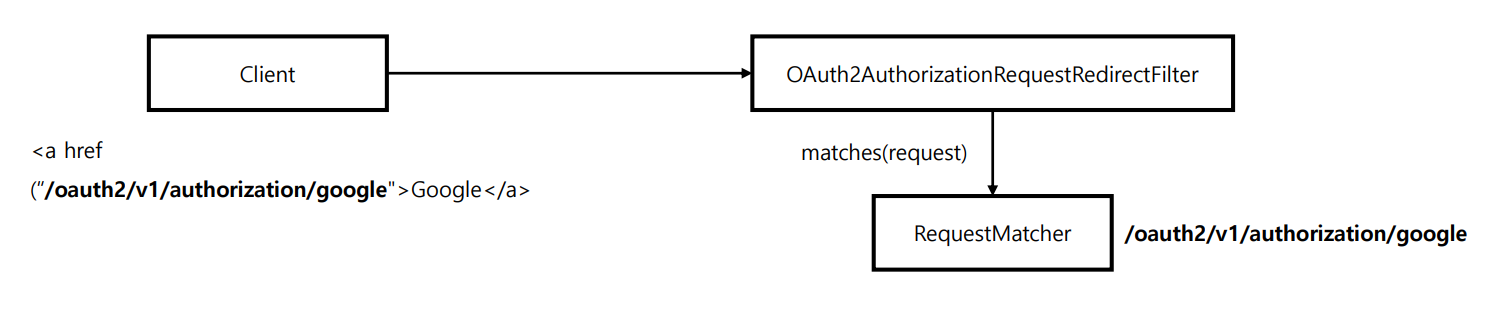 Client
OAuth2AuthorizationRequestRedirectFilter
<a href
(“/oauth2/v1/authorization/google">Google</a>
matches(request)
RequestMatcher
/oauth2/v1/authorization/google